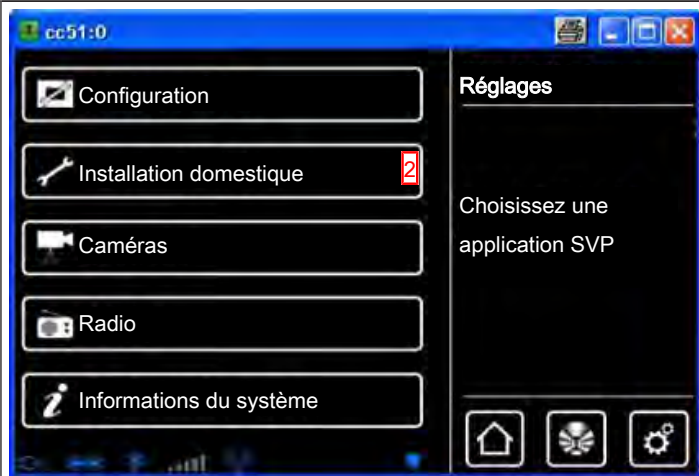 cc51:0
Configuration
Installation domestique 2
Caméras
Radio
Informations du système
Réglages
Choisissez une
application SVP